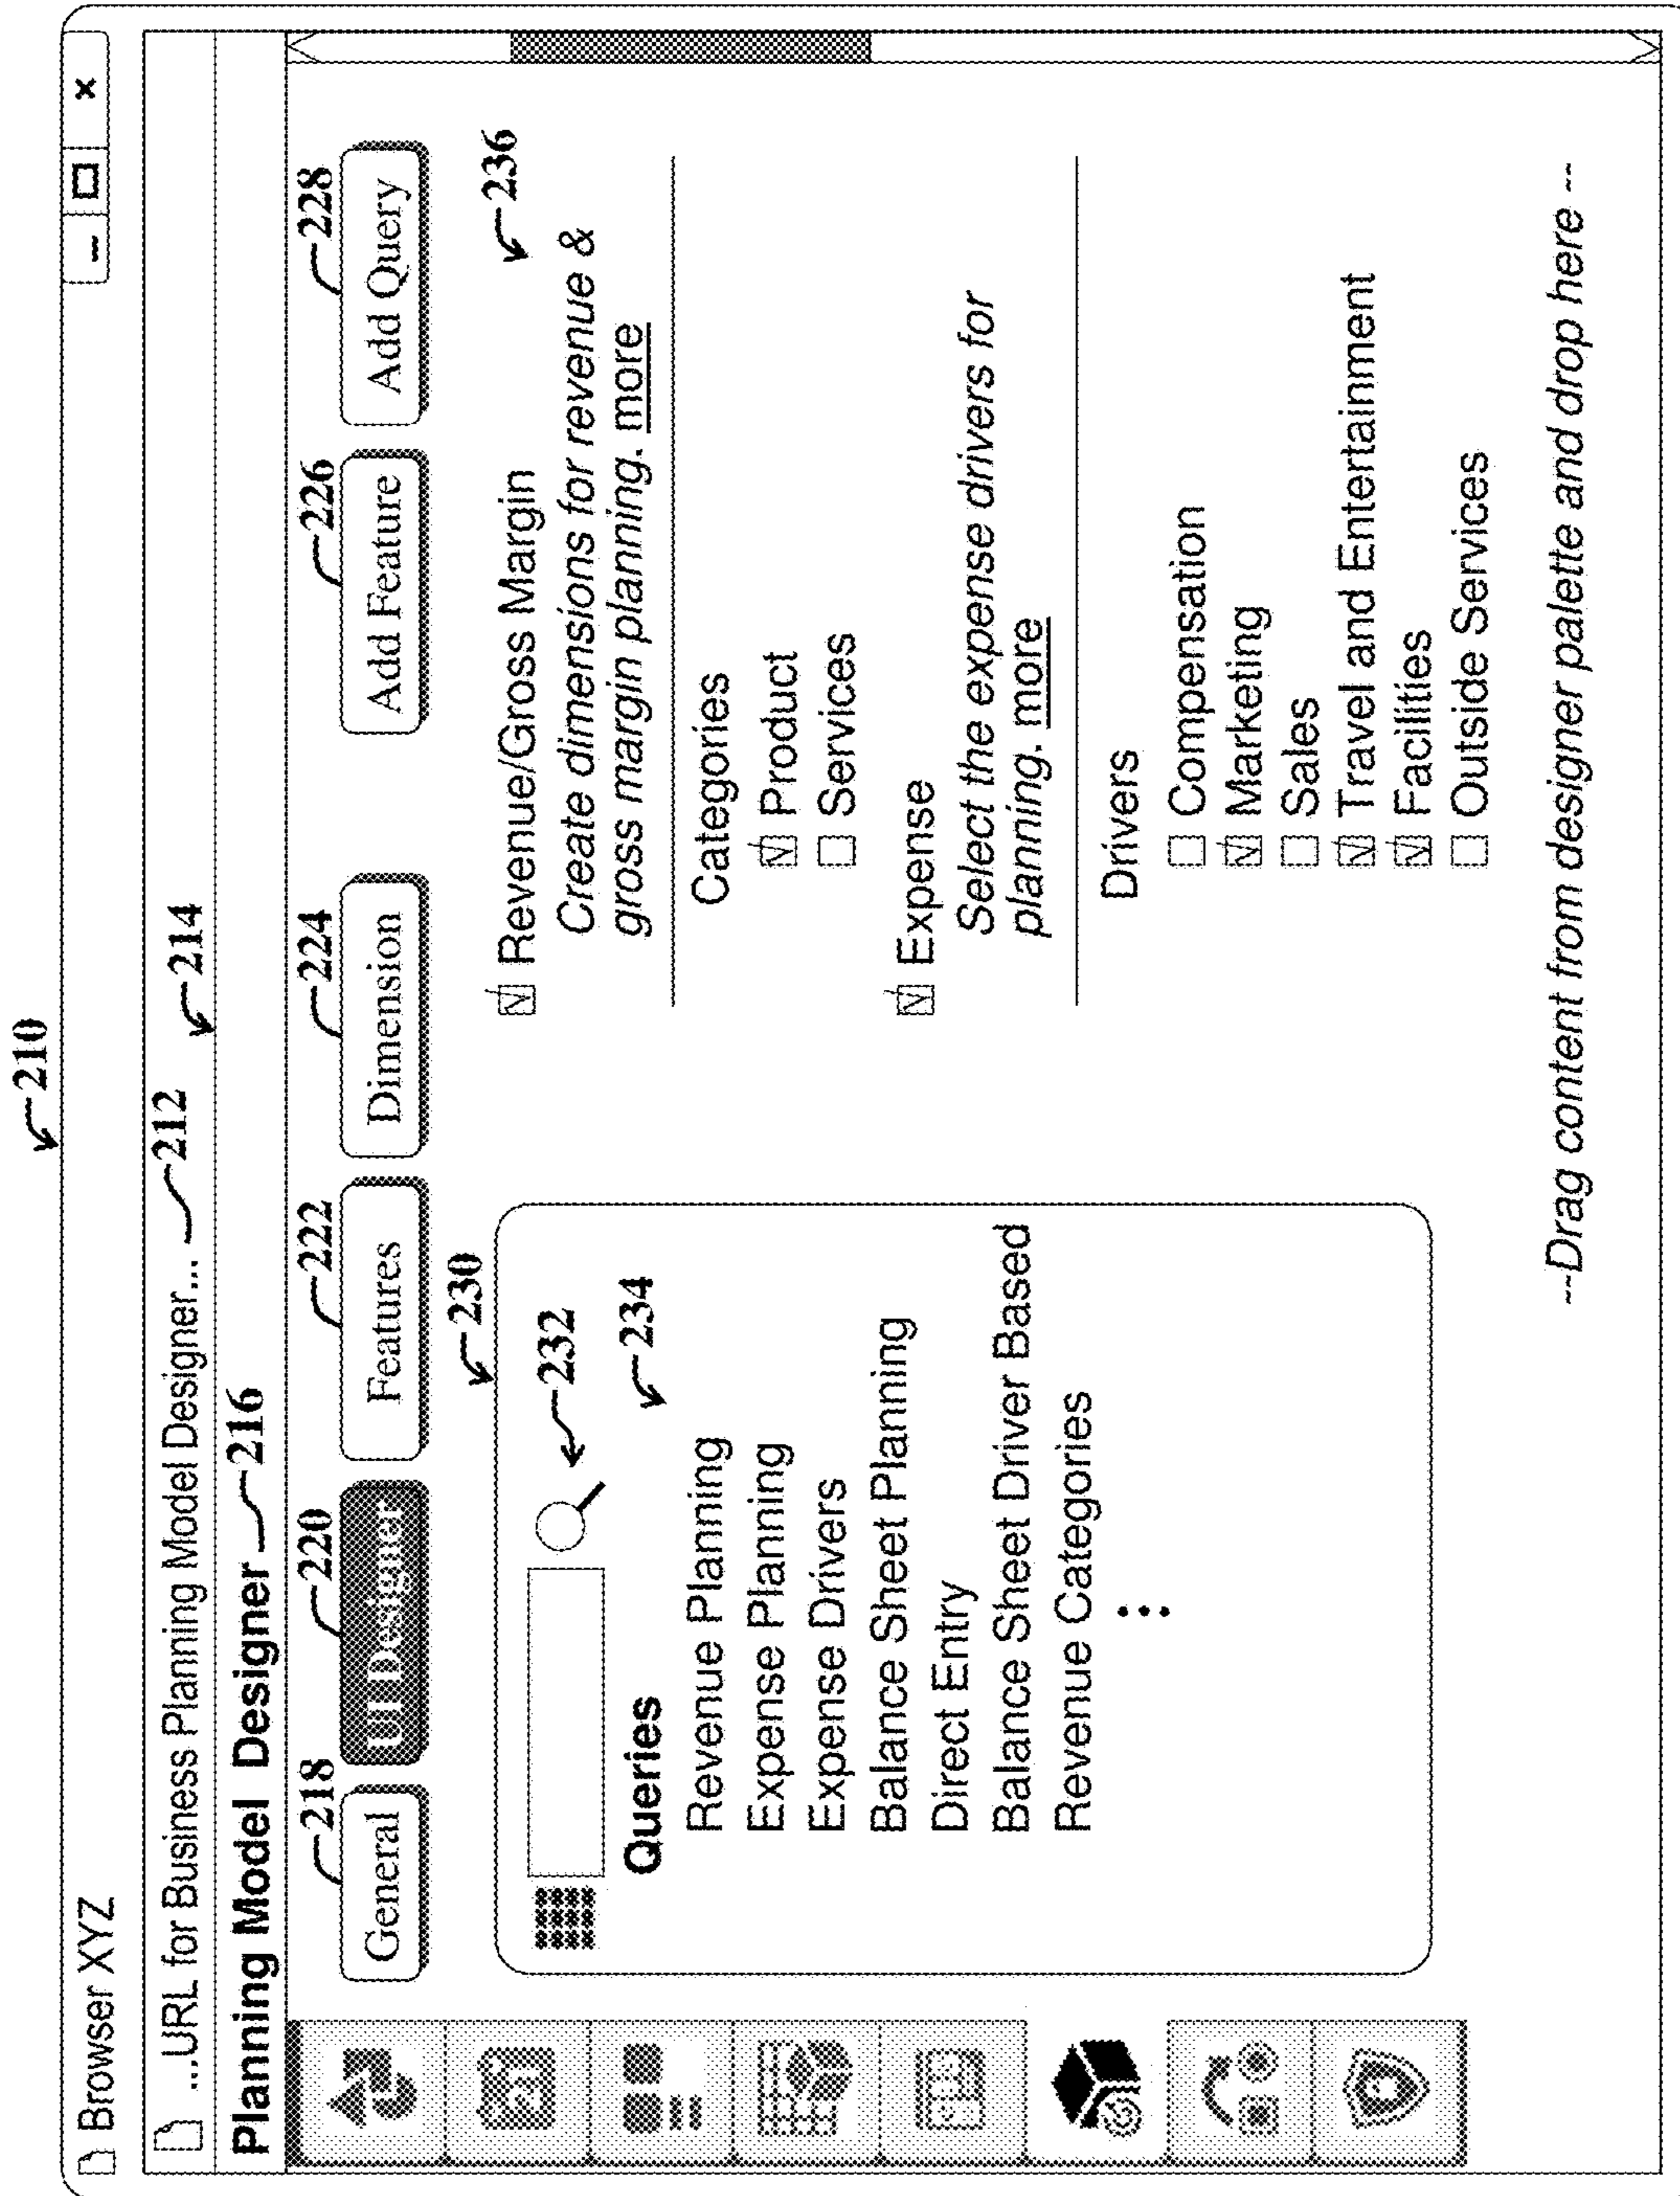 210
Browser XYZ
– □ ×
...URL for Business Planning Model Designer... 212
214
Planning Model Designer 216
218 220 222 224 226 228
General UI Designer Features Dimension Add Feature Add Query
230
232
Queries
234
Revenue Planning
Expense Planning
Expense Drivers
Balance Sheet Planning
Direct Entry
Balance Sheet Driver Based
Revenue Categories
236
Revenue/Gross Margin
Create dimensions for revenue &
gross margin planning. more
Categories
Product
Services
Expense
Select the expense drivers for
planning. more
Drivers
Compensation
Marketing
Sales
Travel and Entertainment
Facilities
Outside Services
--Drag content from designer palette and drop here --